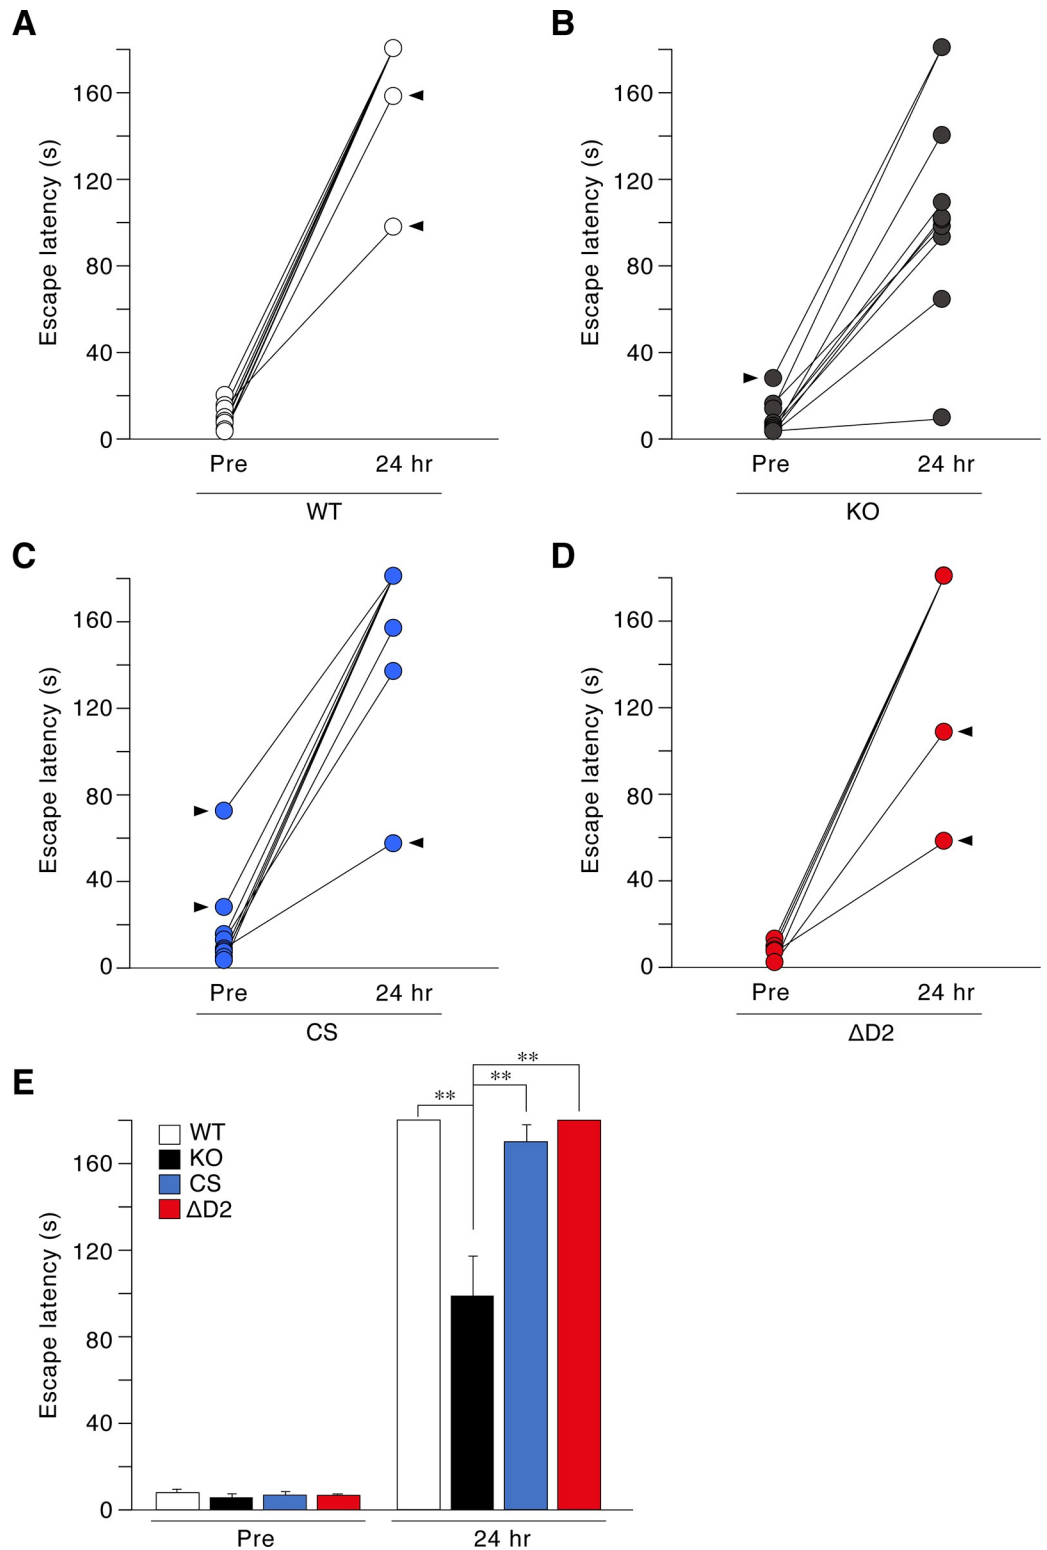 A
Escape latency (s)
160
120
80
40
0
Pre 24 hr
WT
B
Escape latency (s)
160
120
80
40
0
Pre 24 hr
KO
C
Escape latency (s)
160
120
80
40
0
Pre 24 hr
CS
D
Escape latency (s)
160
120
80
40
0
Pre 24 hr
ΔD2
E
Escape latency (s)
160
120
80
40
0
WT
KO
CS
ΔD2
**
**
**
Pre 24 hr